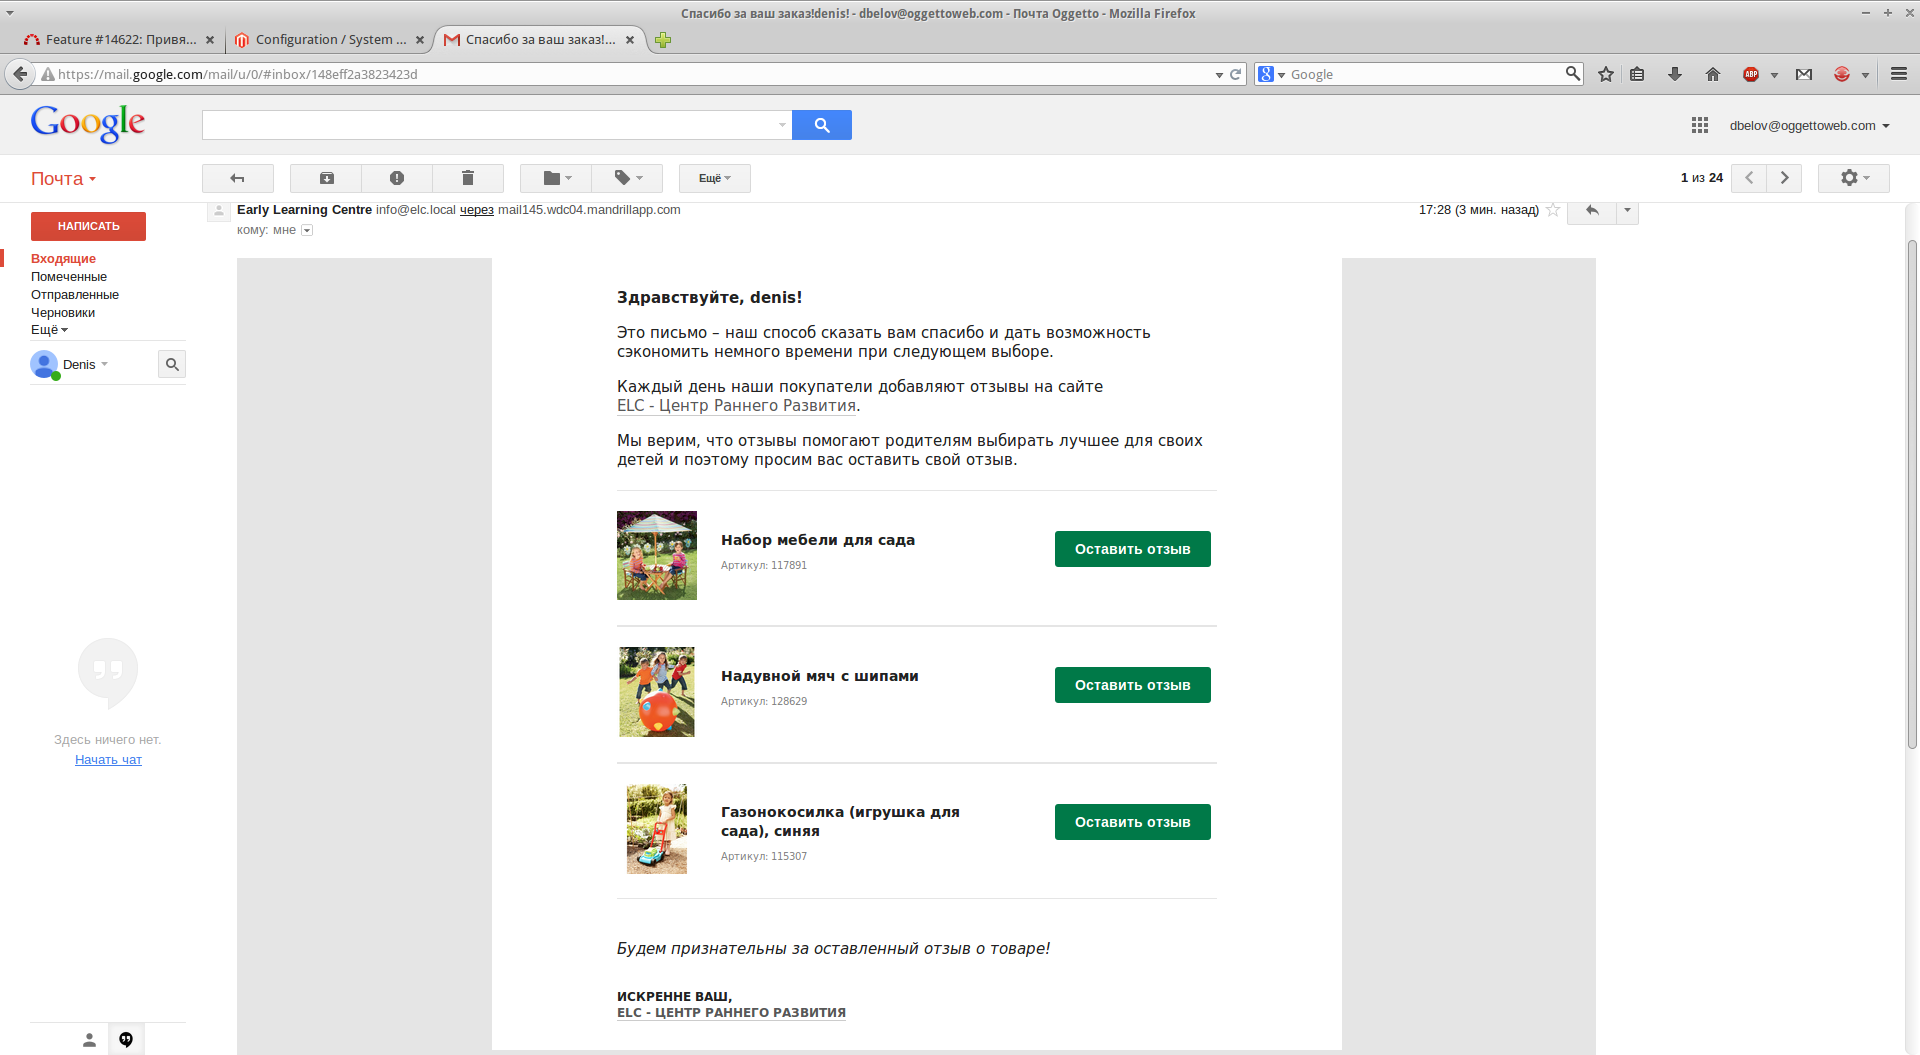 Спасибо за ваш заказ!denis! - dbelov@oggettoweb.com - Почта Oggetto - Mozilla Firefox
Feature #14622: Привя...
Configuration / System ...
Спасибо за ваш заказ!...
https://mail.google.com/mail/u/0/#inbox/148eff2a3823423d
8
Google
ABP
Google
dbelov@oggettoweb.com
Почта
Ещё
1 из 24
Early Learning Centre info@elc.local через mail145.wdc04.mandrillapp.com
17:28 (3 мин. назад)
кому: мне
НАПИСАТЬ
Входящие
Помеченные
Отправленные
Черновики
Ещё
Denis
Здесь ничего нет.
Начать чат
Здравствуйте, denis!
Это письмо – наш способ сказать вам спасибо и дать возможность
сэкономить немного времени при следующем выборе.
Каждый день наши покупатели добавляют отзывы на сайте
ELC - Центр Раннего Развития.
Мы верим, что отзывы помогают родителям выбирать лучшее для своих
детей и поэтому просим вас оставить свой отзыв.
Набор мебели для сада
Артикул: 117891
Оставить отзыв
Надувной мяч с шипами
Артикул: 128629
Оставить отзыв
Газонокосилка (игрушка для
сада), синяя
Артикул: 115307
Оставить отзыв
Будем признательны за оставленный отзыв о товаре!
ИСКРЕННЕ ВАШ,
ELC - ЦЕНТР РАННЕГО РАЗВИТИЯ